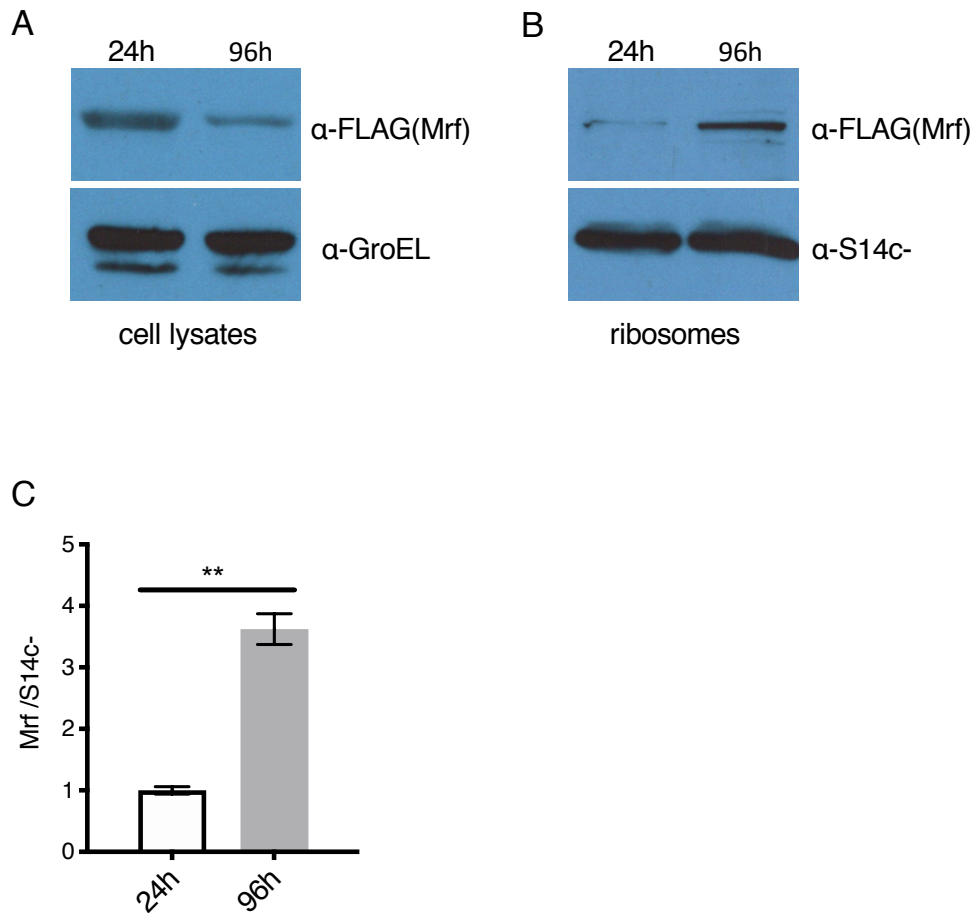 A
24h 96h
α-FLAG(Mrf)
α-GroEL
cell lysates
B
24h 96h
α-FLAG(Mrf)
α-S14c-
ribosomes
C
5
4
3
2
1
0
Mrf /S14c-
**
24h
96h